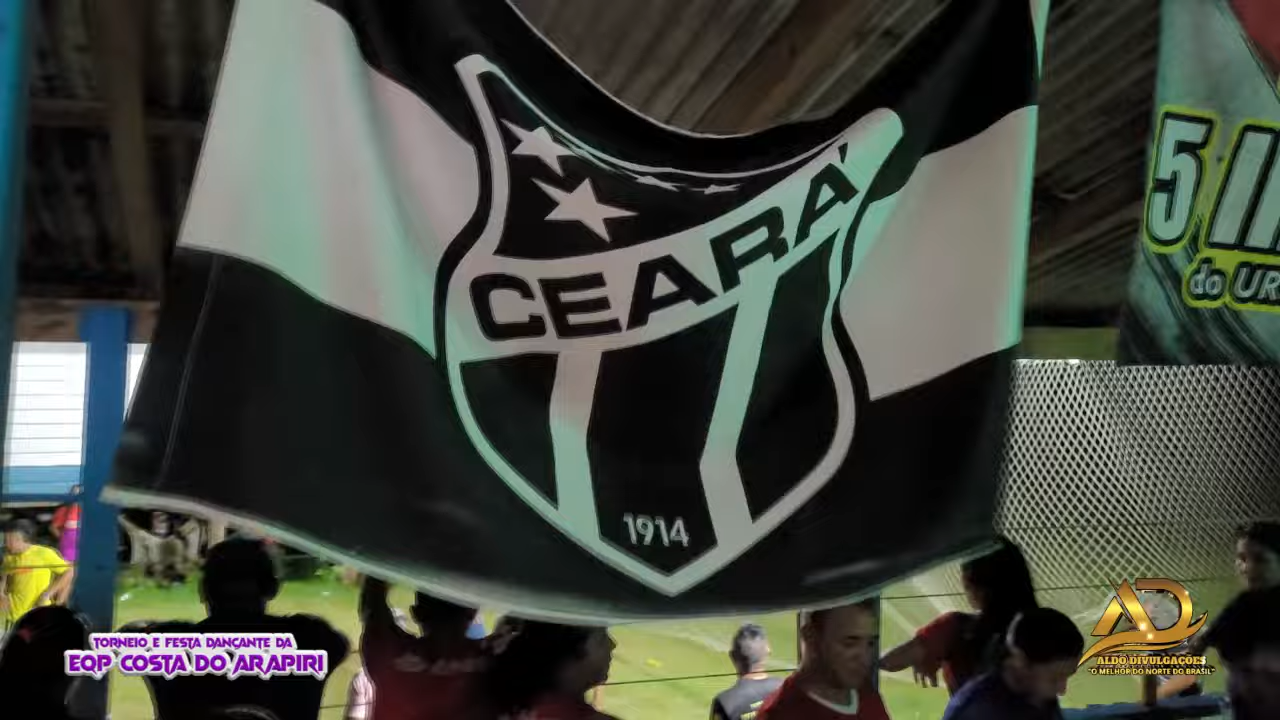 CEARÁ
1914
5
do
TORNEIO E FESTA DANÇANTE DA
EQP COSTA DO ARAPIRI
AD
ALDO DIVULGAÇÕES
"O MELHOR DO NORTE DO BRASIL"